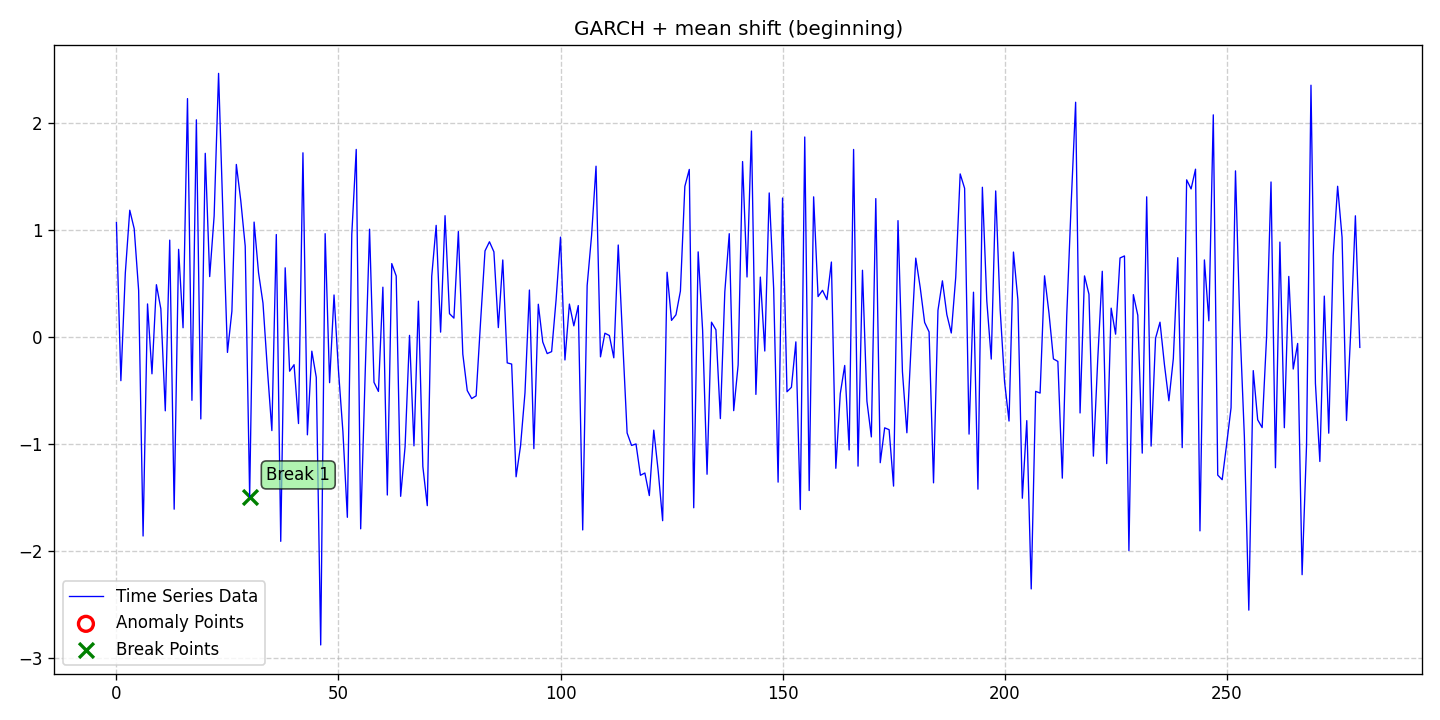 GARCH + mean shift (beginning)
2
1
0
−1
−2
−3
Break 1
Time Series Data
Anomaly Points
Break Points
0
50
100
150
200
250